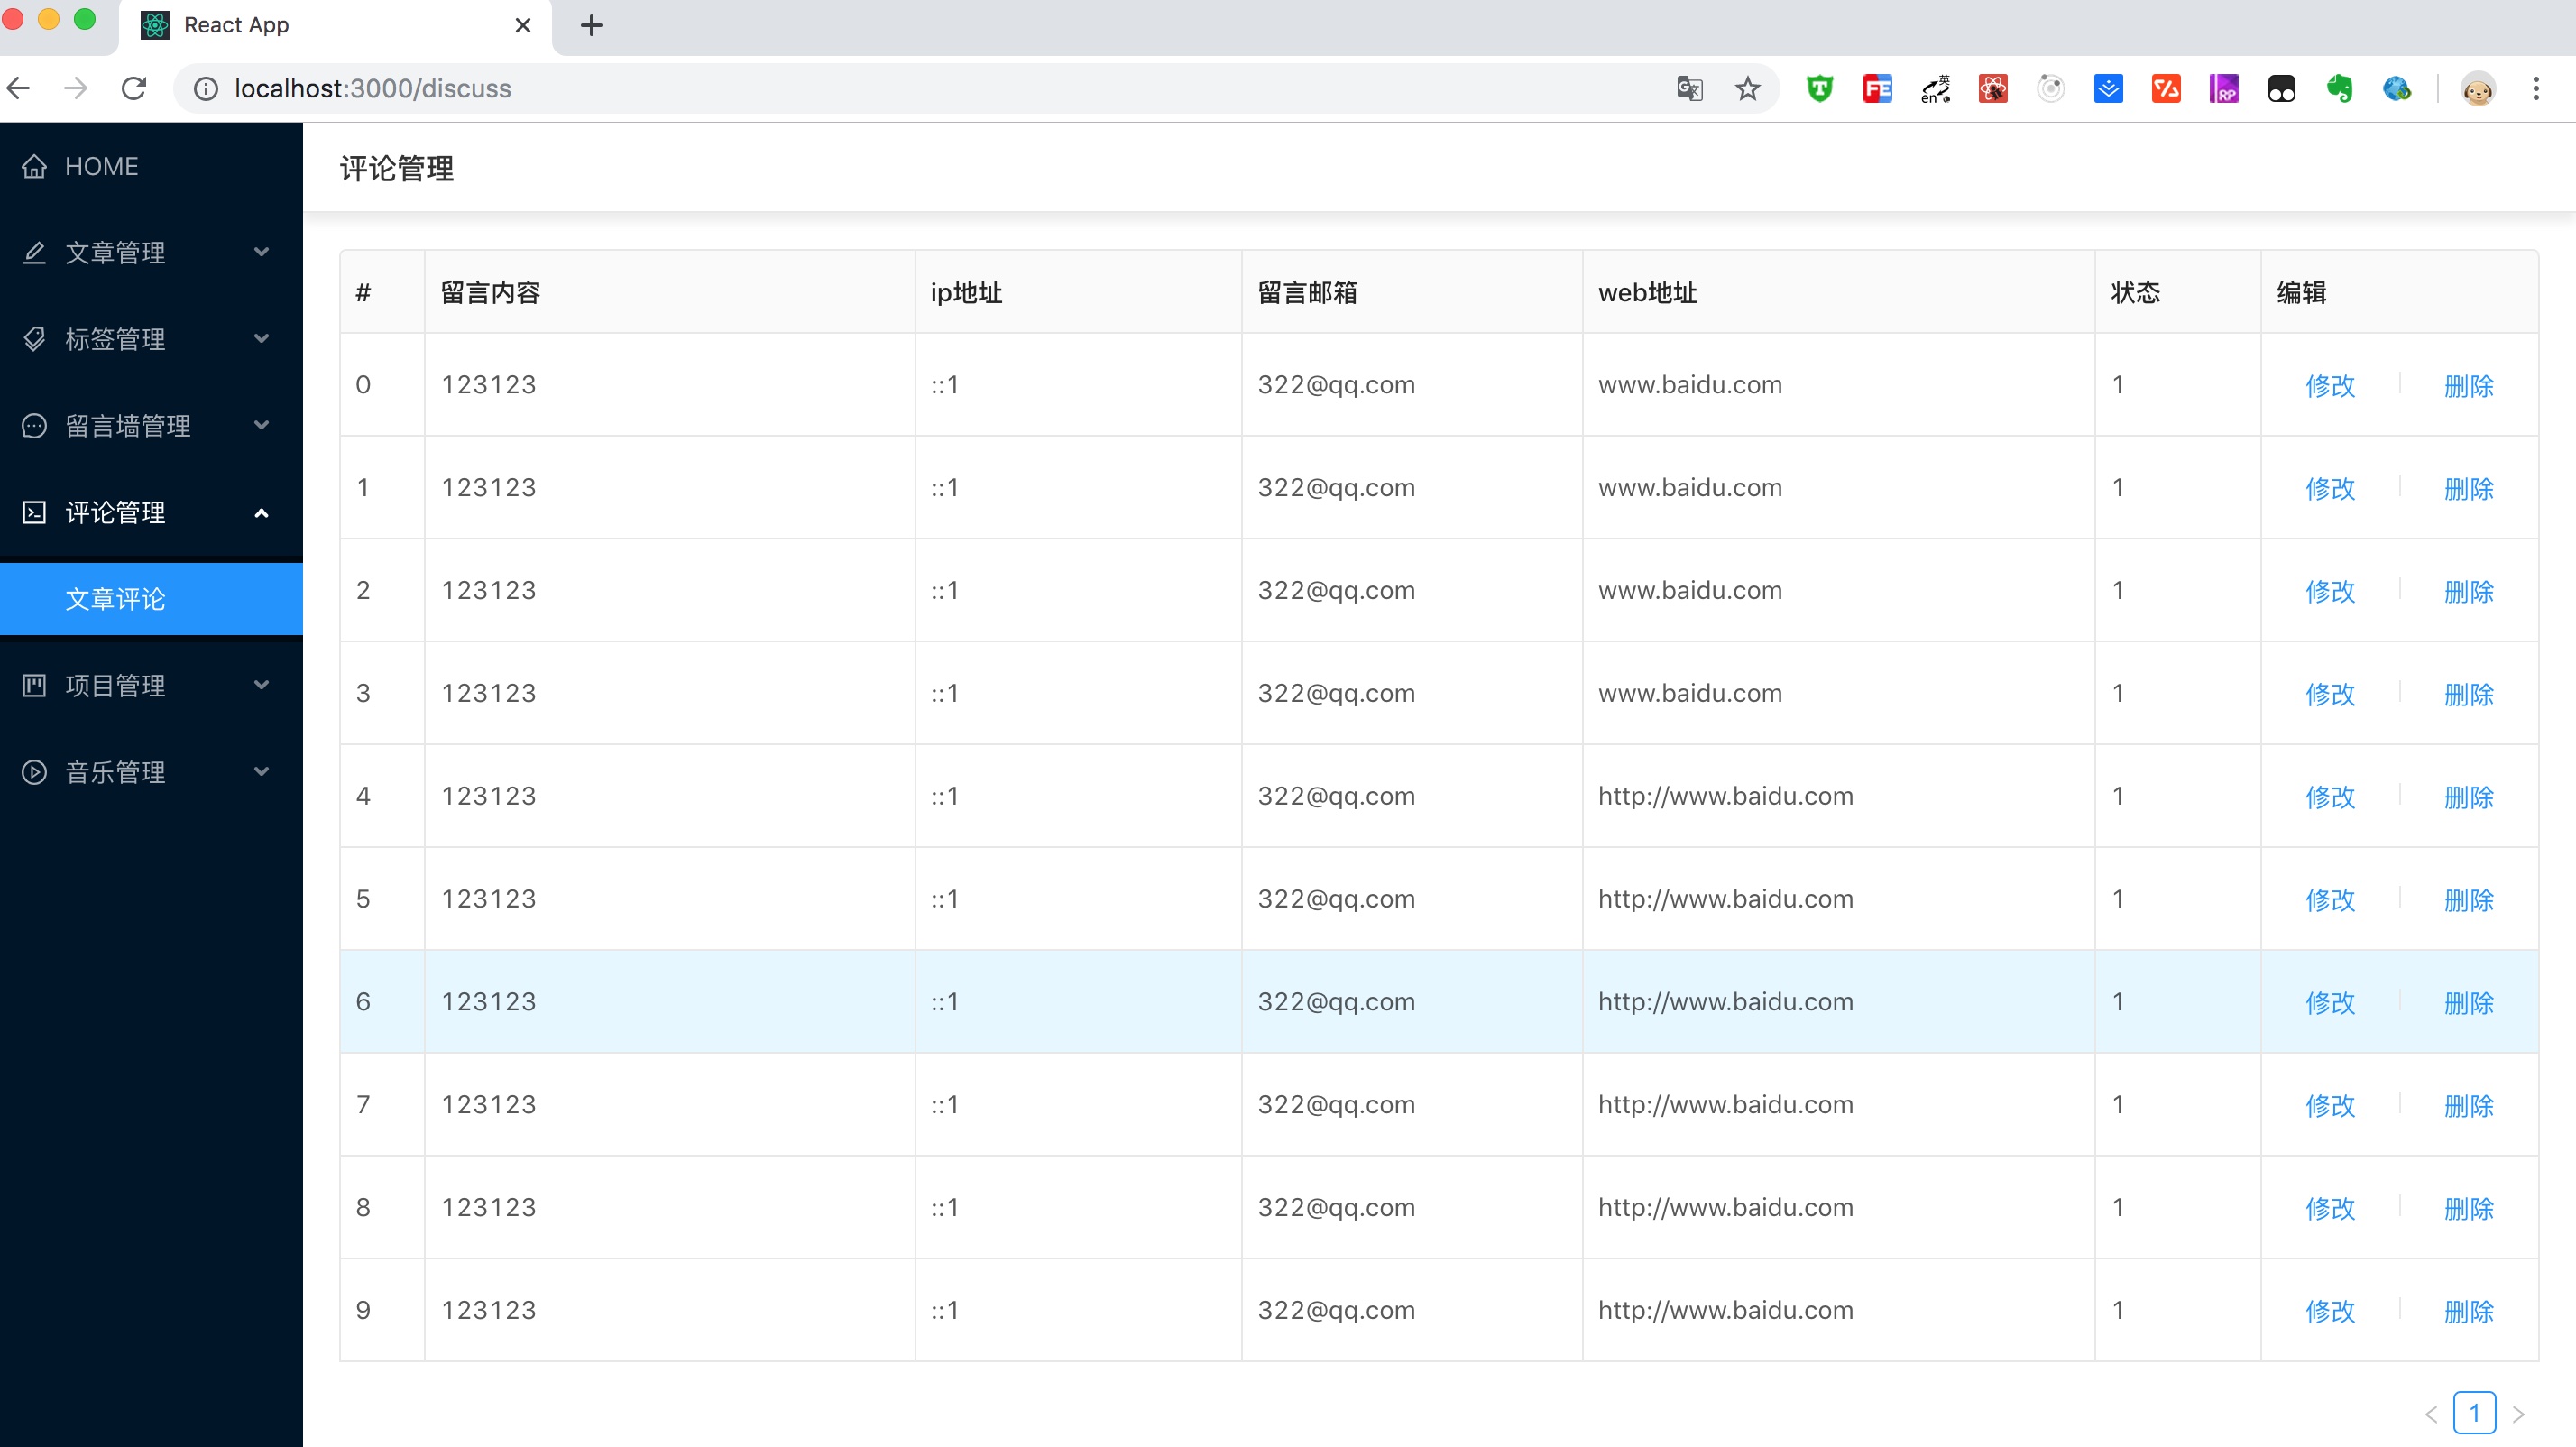 React App
localhost:3000/discuss
HOME
文章管理
标签管理
留言墙管理
评论管理
文章评论
项目管理
音乐管理
评论管理
# 留言内容 ip地址 留言邮箱 web地址 状态 编辑
0 123123 ::1 322@qq.com www.baidu.com 1 修改 删除
1 123123 ::1 322@qq.com www.baidu.com 1 修改 删除
2 123123 ::1 322@qq.com www.baidu.com 1 修改 删除
3 123123 ::1 322@qq.com www.baidu.com 1 修改 删除
4 123123 ::1 322@qq.com http://www.baidu.com 1 修改 删除
5 123123 ::1 322@qq.com http://www.baidu.com 1 修改 删除
6 123123 ::1 322@qq.com http://www.baidu.com 1 修改 删除
7 123123 ::1 322@qq.com http://www.baidu.com 1 修改 删除
8 123123 ::1 322@qq.com http://www.baidu.com 1 修改 删除
9 123123 ::1 322@qq.com http://www.baidu.com 1 修改 删除
< 1 >